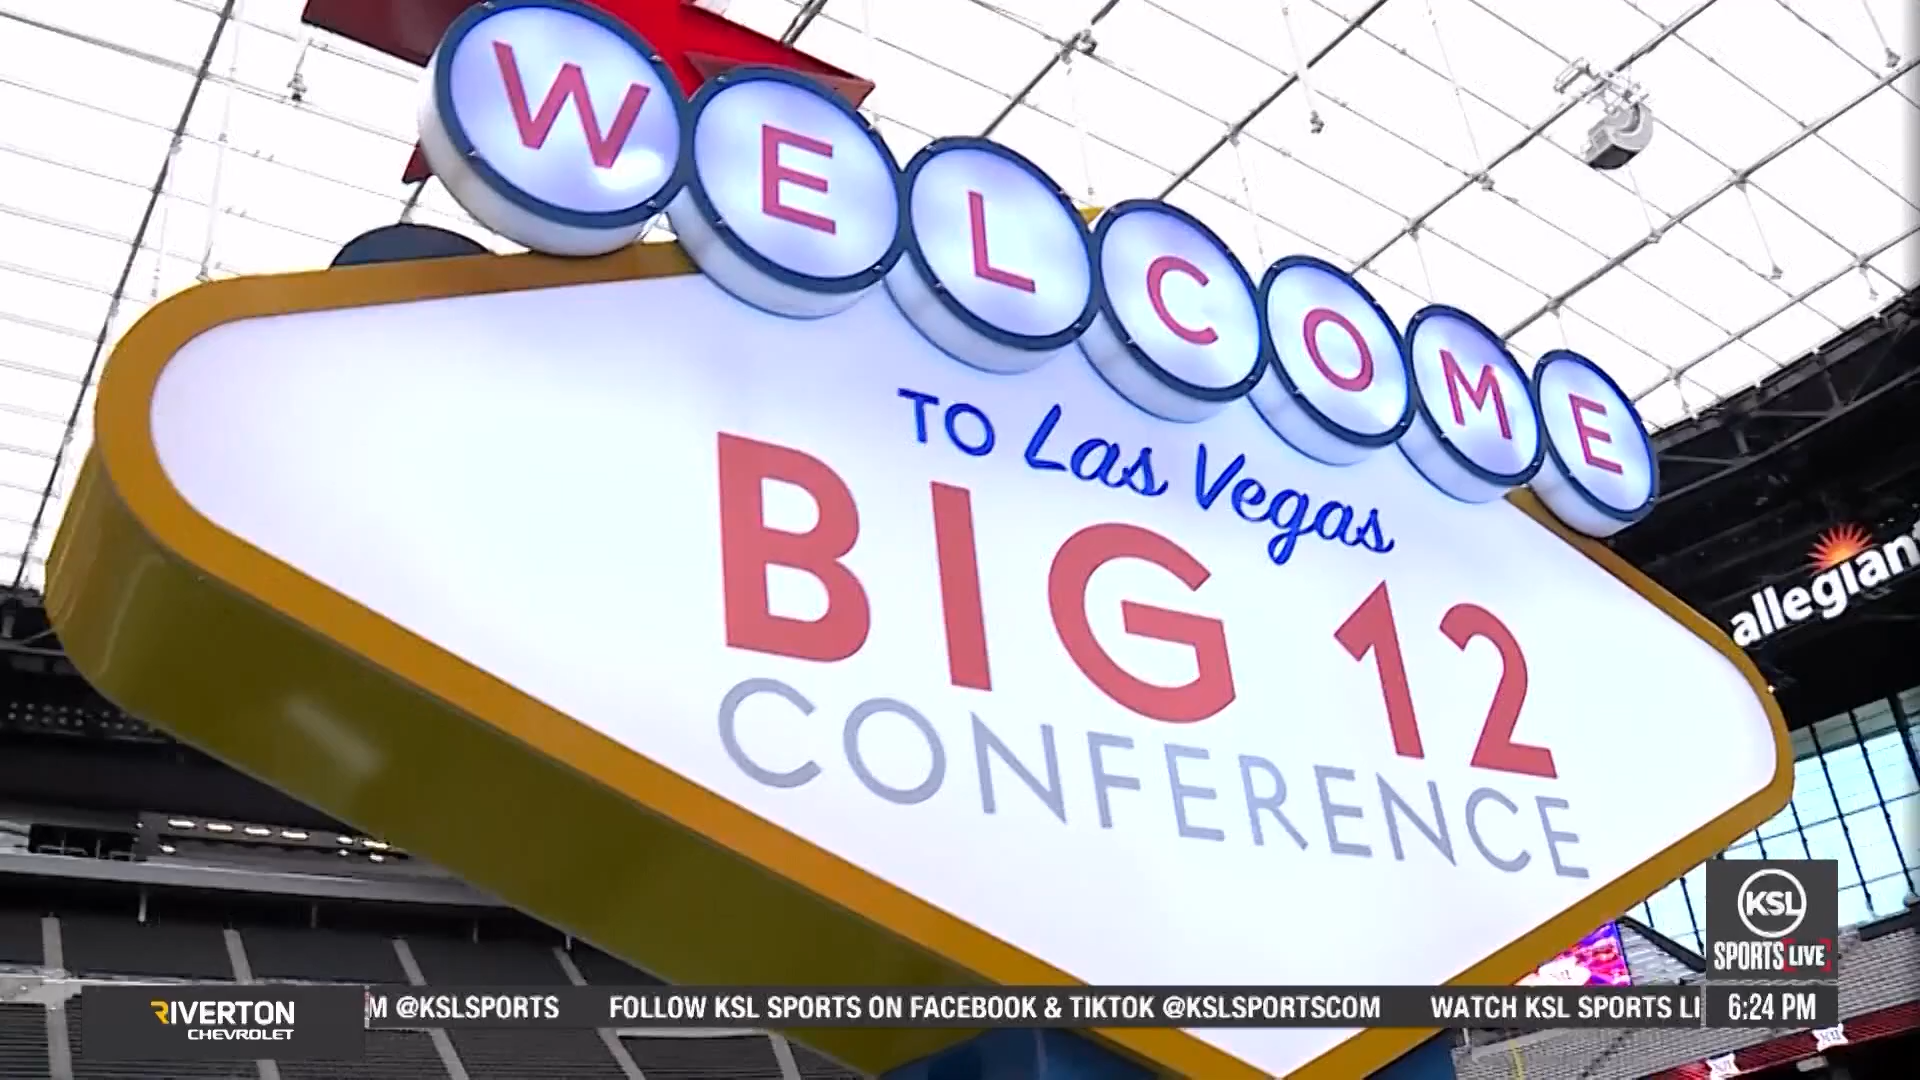 WELCOME
TO Las Vegas
BIG 12
CONFERENCE
allegiant
KSL
SPORTS LIVE
RIVERTON
CHEVROLET
M @KSLSPORTS FOLLOW KSL SPORTS ON FACEBOOK & TIKTOK @KSLSPORTSCOM WATCH KSL SPORTS LI
6:24 PM